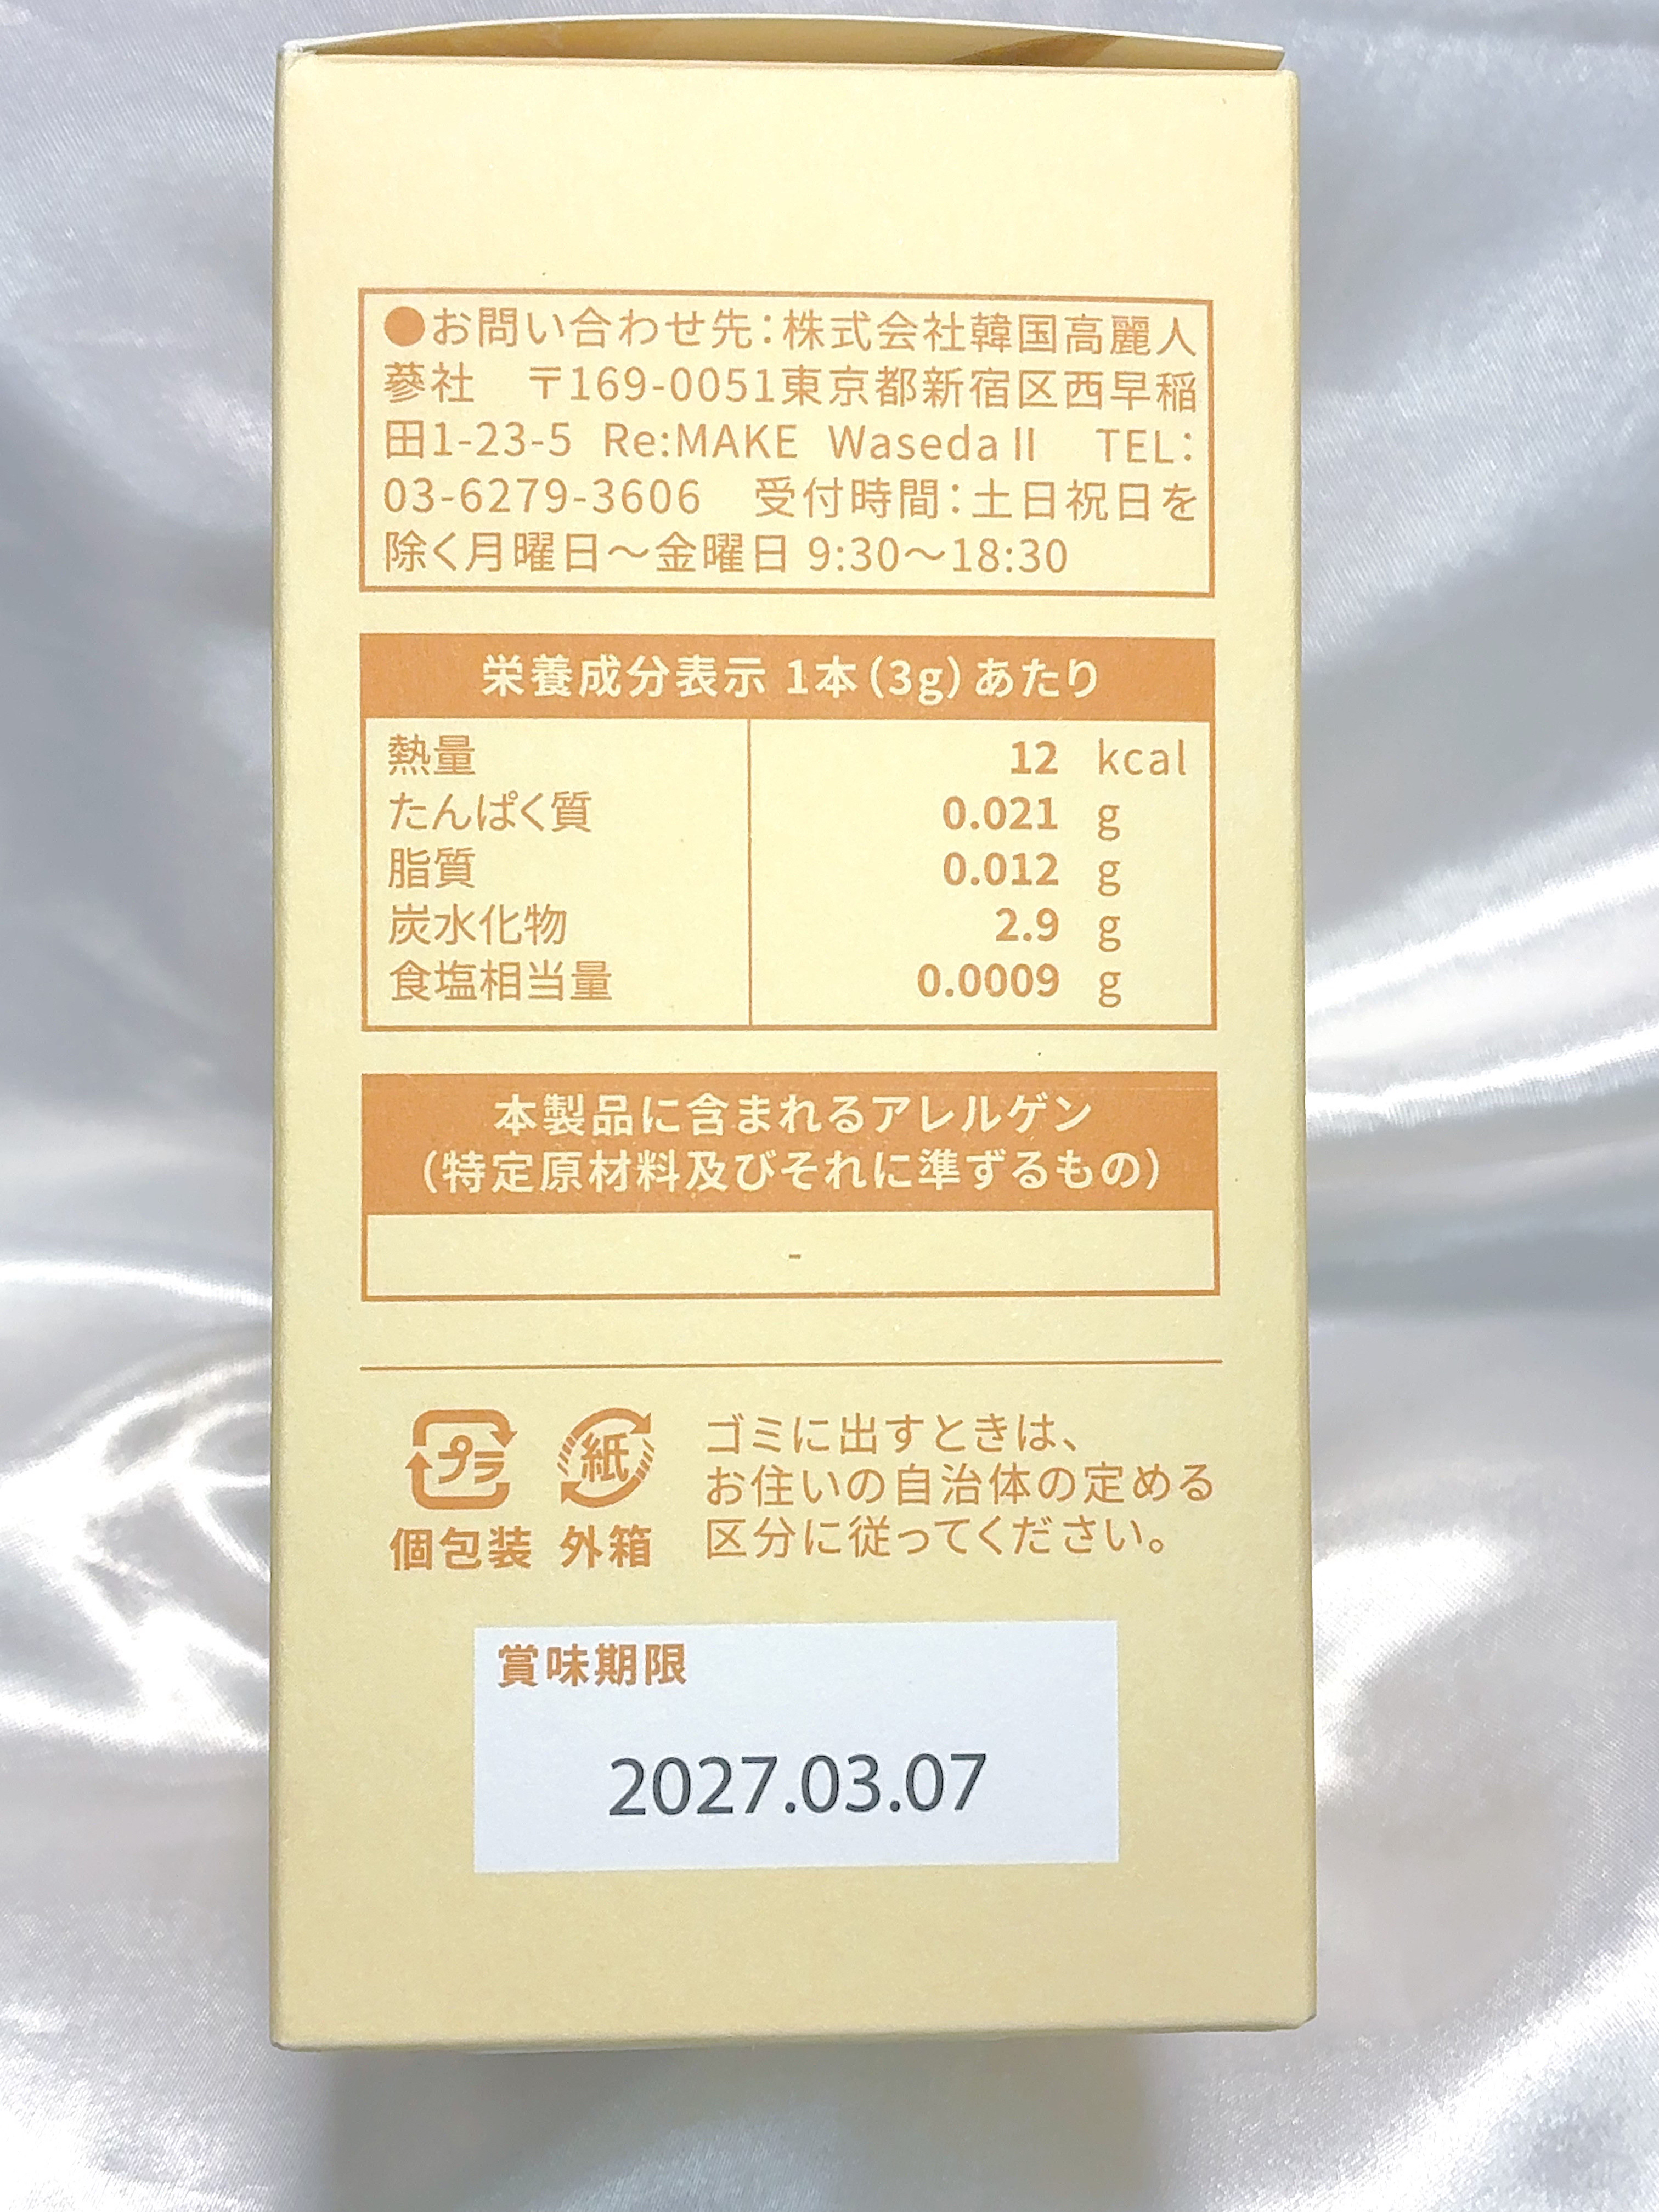 ●お問い合わせ先：株式会社韓国高麗人
蔘社　〒169-0051東京都新宿区西早稲
田1-23-5 Re:MAKE WasedaⅡ　TEL：
03-6279-3606　受付時間：土日祝日を
除く月曜日～金曜日 9:30～18:30
栄養成分表示 1本（3g）あたり
熱量 12 kcal
たんぱく質 0.021 g
脂質 0.012 g
炭水化物 2.9 g
食塩相当量 0.0009 g
本製品に含まれるアレルゲン
（特定原材料及びそれに準ずるもの）
-
プラ 紙
個包装 外箱
ゴミに出すときは、
お住いの自治体の定める
区分に従ってください。
賞味期限
2027.03.07